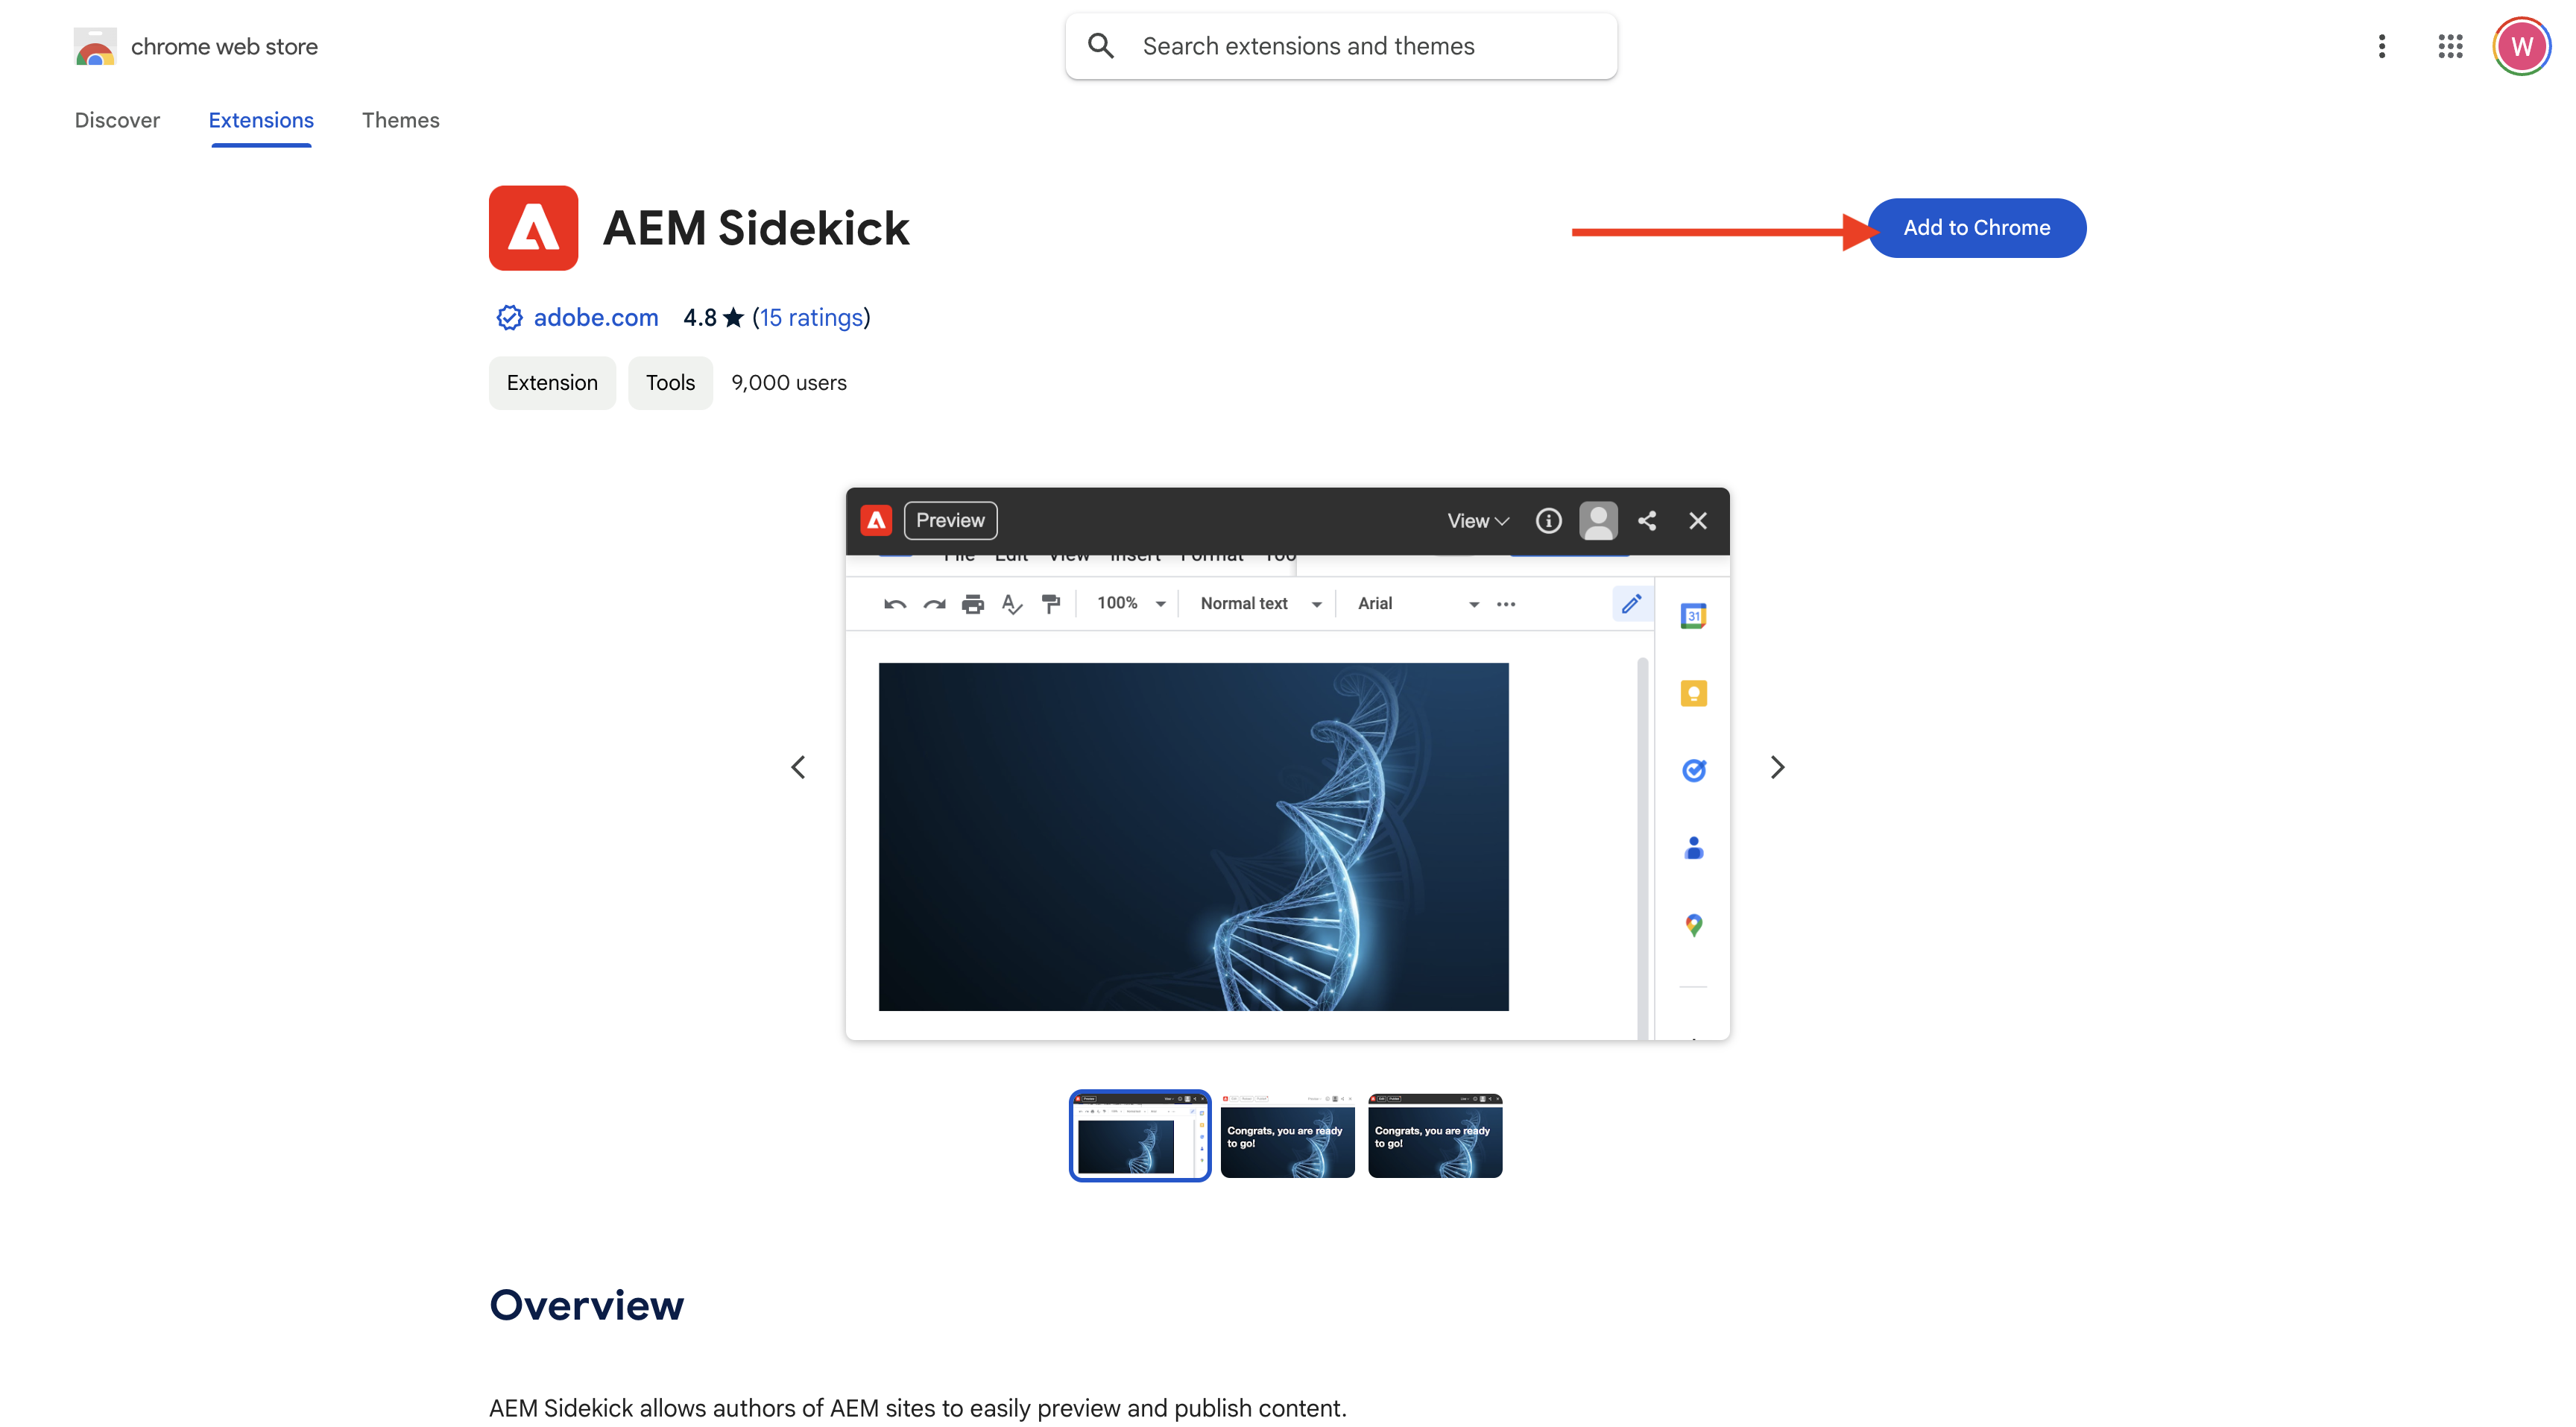 chrome web store
Search extensions and themes
W
Discover
Extensions
Themes
AEM Sidekick
Add to Chrome
adobe.com 4.8 (15 ratings)
Extension
Tools
9,000 users
Preview
View
File Edit View Insert Format Too
100%
Normal text
Arial
31
Congrats, you are ready
to go!
Congrats, you are ready
to go!
Overview
AEM Sidekick allows authors of AEM sites to easily preview and publish content.